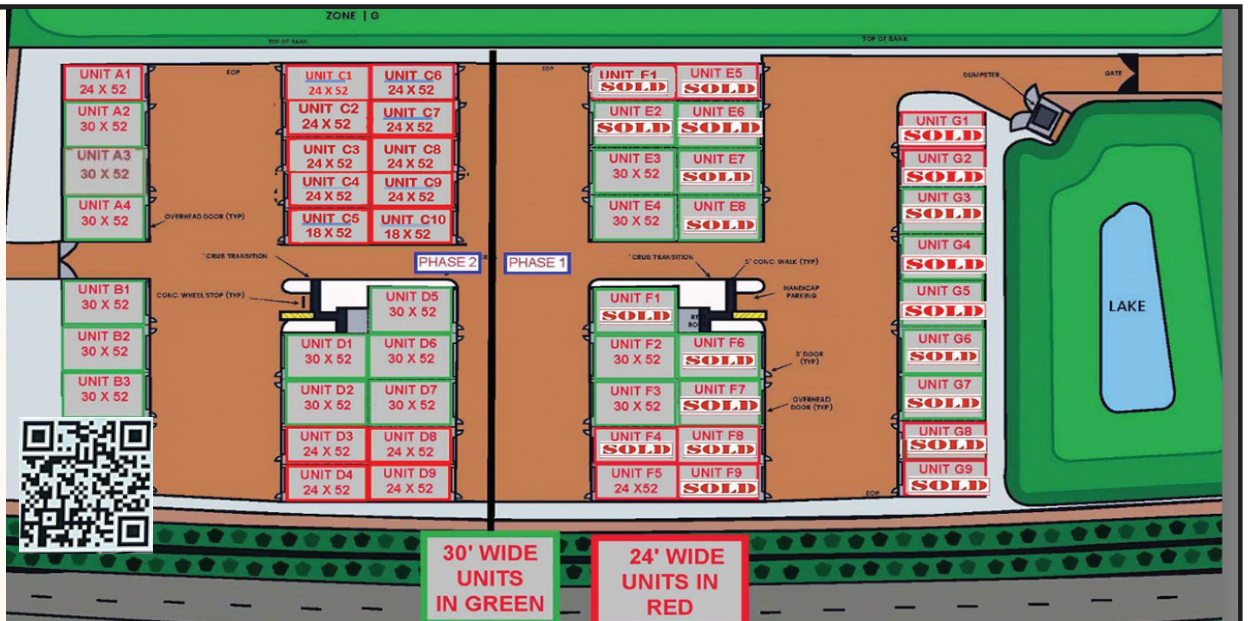 ZONE | G
TOP OF BANK
TOP OF BANK
EOP
EOP
DUMPSTER
GATE
UNIT A1
24 X 52
UNIT A2
30 X 52
UNIT A3
30 X 52
UNIT A4
30 X 52
OVERHEAD DOOR (TYP)
UNIT C1
24 X 52
UNIT C6
24 X 52
UNIT C2
24 X 52
UNIT C7
24 X 52
UNIT C3
24 X 52
UNIT C8
24 X 52
UNIT C4
24 X 52
UNIT C9
24 X 52
UNIT C5
18 X 52
UNIT C10
18 X 52
UNIT F1
SOLD
UNIT E5
SOLD
UNIT E2
SOLD
UNIT E6
SOLD
UNIT E3
30 X 52
UNIT E7
SOLD
UNIT E4
30 X 52
UNIT E8
SOLD
UNIT G1
SOLD
UNIT G2
SOLD
UNIT G3
SOLD
UNIT G4
SOLD
UNIT G5
SOLD
UNIT G6
SOLD
UNIT G7
SOLD
UNIT G8
SOLD
UNIT G9
SOLD
LAKE
' CRUB TRANSITION
PHASE 2
PHASE 1
' CRUB TRANSITION
5' CONC. WALK (TYP)
HANDICAP
PARKING
CONC. WHEEL STOP (TYP)
UNIT B1
30 X 52
UNIT B2
30 X 52
UNIT B3
30 X 52
UNIT D5
30 X 52
UNIT D1
30 X 52
UNIT D6
30 X 52
UNIT D2
30 X 52
UNIT D7
30 X 52
UNIT D3
24 X 52
UNIT D8
24 X 52
UNIT D4
24 X 52
UNIT D9
24 X 52
UNIT F1
SOLD
UNIT F2
30 X 52
UNIT F6
SOLD
UNIT F3
30 X 52
UNIT F7
SOLD
UNIT F4
SOLD
UNIT F8
SOLD
UNIT F5
24 X52
UNIT F9
SOLD
3' DOOR
(TYP)
OVERHEAD
DOOR (TYP)
EOP
30' WIDE
UNITS
IN GREEN
24' WIDE
UNITS IN
RED